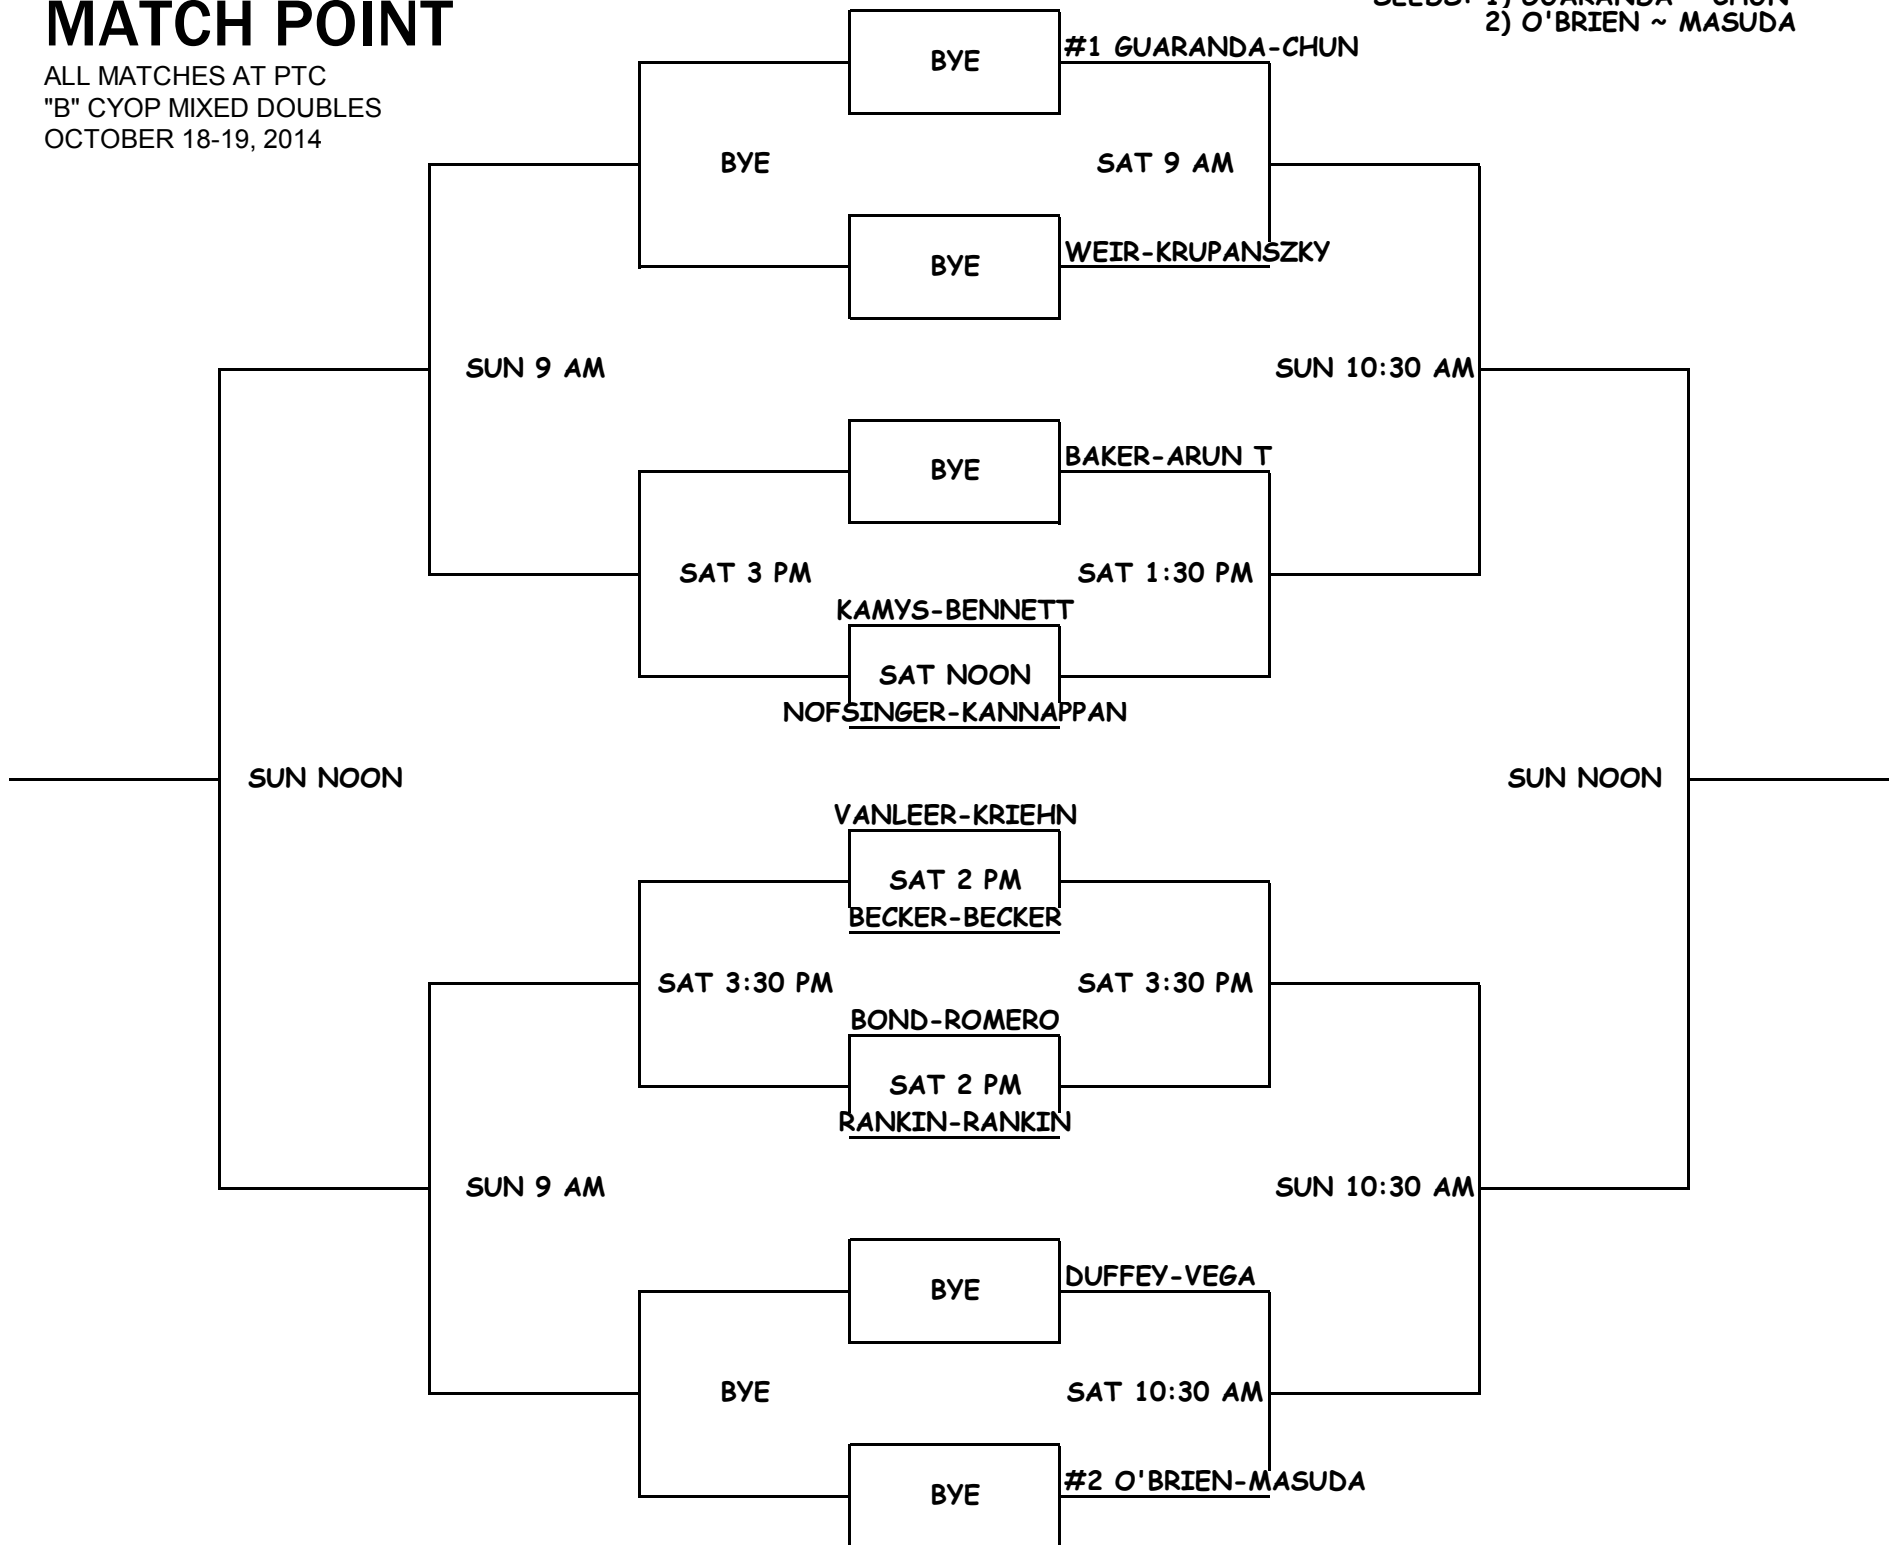 MATCH POINT
SEEDS: 1) GUARANDA ~ CHUN
2) O'BRIEN ~ MASUDA
ALL MATCHES AT PTC
"B" CYOP MIXED DOUBLES
OCTOBER 18-19, 2014
BYE
#1 GUARANDA-CHUN
BYE
SAT 9 AM
BYE
WEIR-KRUPANSZKY
SUN 9 AM
SUN 10:30 AM
BYE
BAKER-ARUN T
SAT 3 PM
SAT 1:30 PM
KAMYS-BENNETT
SAT NOON
NOFSINGER-KANNAPPAN
SUN NOON
SUN NOON
VANLEER-KRIEHN
SAT 2 PM
BECKER-BECKER
SAT 3:30 PM
SAT 3:30 PM
BOND-ROMERO
SAT 2 PM
RANKIN-RANKIN
SUN 9 AM
SUN 10:30 AM
BYE
DUFFEY-VEGA
BYE
SAT 10:30 AM
BYE
#2 O'BRIEN-MASUDA